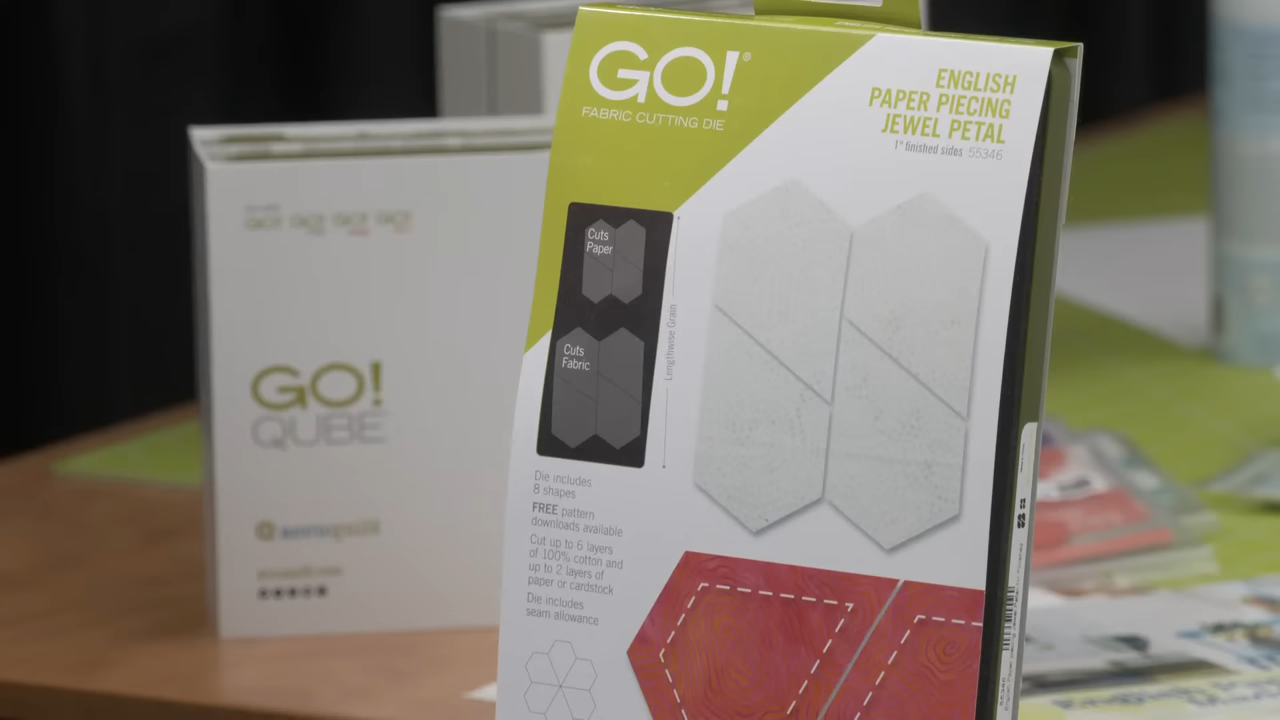 GO!®
FABRIC CUTTING DIE
ENGLISH
PAPER PIECING
JEWEL PETAL
1" finished sides 55346
Cuts
Paper
Cuts
Fabric
Lengthwise Grain
Die includes
8 shapes
FREE pattern
downloads available
Cut up to 6 layers
of 100% cotton and
up to 2 layers of
paper or cardstock
Die includes
seam allowance
GO!
QUBE
accuquilt